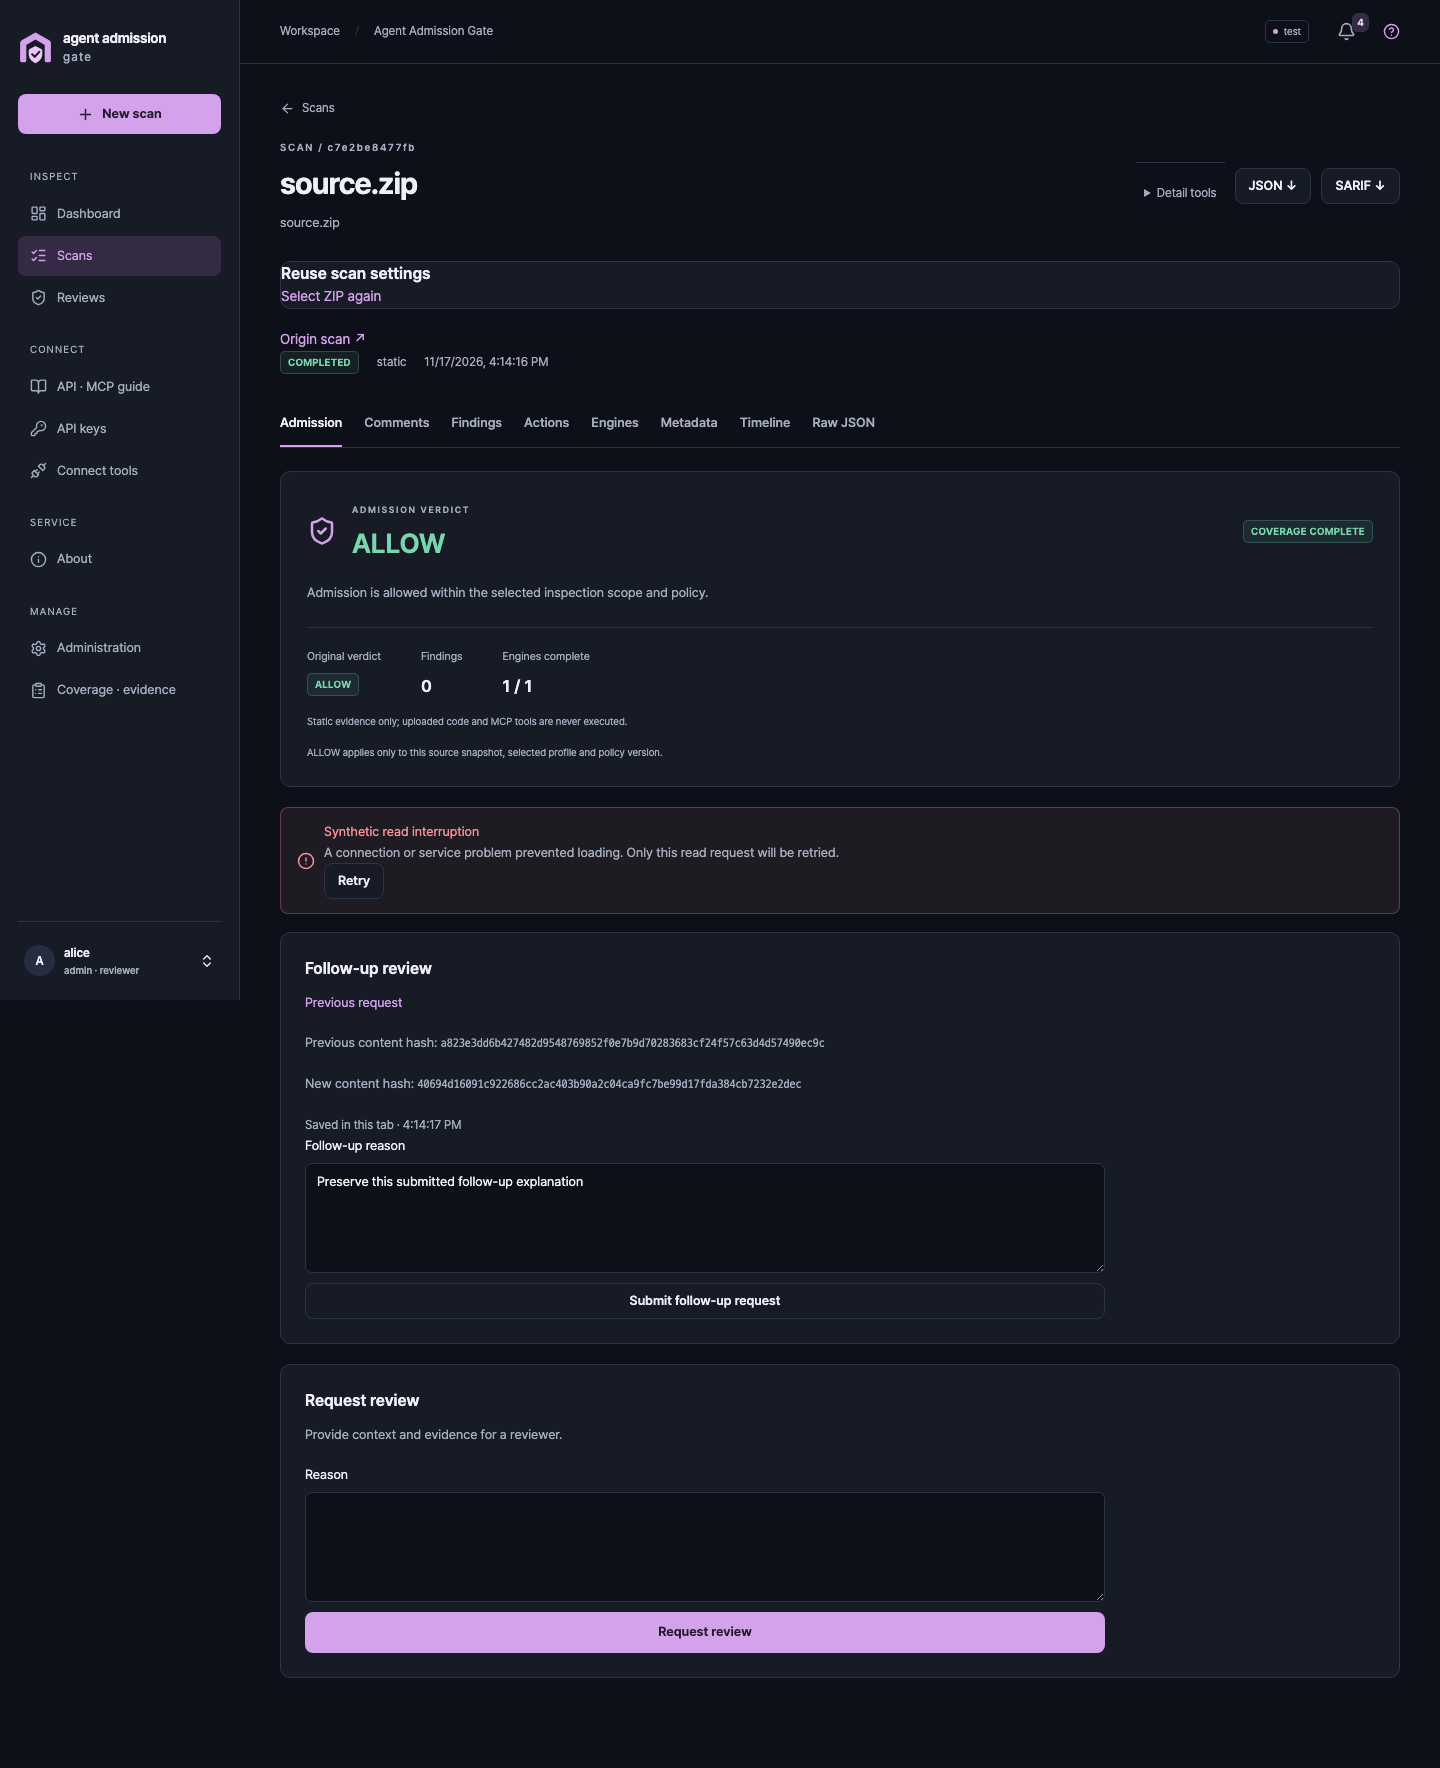 agent admission
gate
New scan
INSPECT
Dashboard
Scans
Reviews
CONNECT
API · MCP guide
API keys
Connect tools
SERVICE
About
MANAGE
Administration
Coverage · evidence
A
alice
admin · reviewer
Workspace / Agent Admission Gate
test
4
← Scans
SCAN / c7e2be8477fb
source.zip
source.zip
▶ Detail tools
JSON ↓
SARIF ↓
Reuse scan settings
Select ZIP again
Origin scan ↗
COMPLETED static 11/17/2026, 4:14:16 PM
Admission Comments Findings Actions Engines Metadata Timeline Raw JSON
ADMISSION VERDICT
ALLOW
COVERAGE COMPLETE
Admission is allowed within the selected inspection scope and policy.
Original verdict Findings Engines complete
ALLOW 0 1 / 1
Static evidence only; uploaded code and MCP tools are never executed.
ALLOW applies only to this source snapshot, selected profile and policy version.
Synthetic read interruption
A connection or service problem prevented loading. Only this read request will be retried.
Retry
Follow-up review
Previous request
Previous content hash: a823e3dd6b427482d9548769852f0e7b9d70283683cf24f57c63d4d57490ec9c
New content hash: 40694d16091c922686cc2ac403b90a2c04ca9fc7be99d17fda384cb7232e2dec
Saved in this tab · 4:14:17 PM
Follow-up reason
Preserve this submitted follow-up explanation
Submit follow-up request
Request review
Provide context and evidence for a reviewer.
Reason
Request review